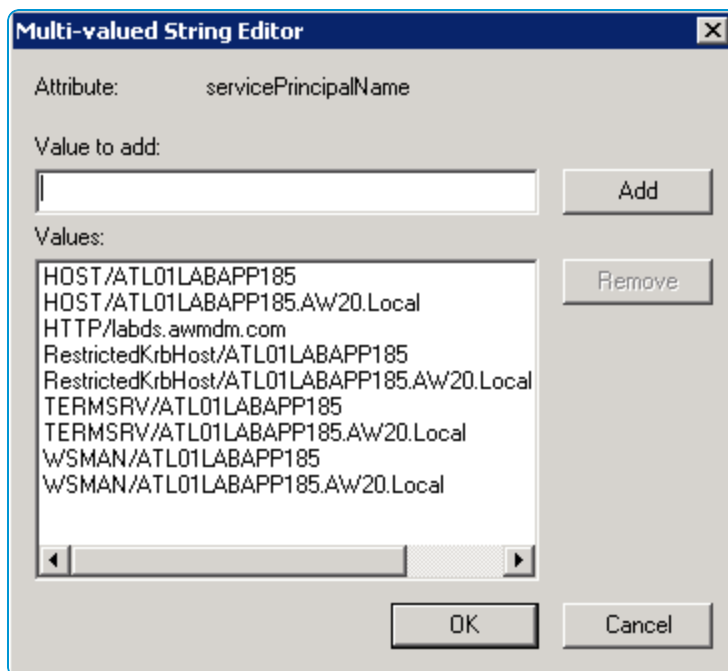 Multi-valued String Editor
Attribute: servicePrincipalName
Value to add:
Add
Values:
HOST/ATL01LABAPP185
HOST/ATL01LABAPP185.AW20.Local
HTTP/labds.awmdm.com
RestrictedKrbHost/ATL01LABAPP185
RestrictedKrbHost/ATL01LABAPP185.AW20.Local
TERMSRV/ATL01LABAPP185
TERMSRV/ATL01LABAPP185.AW20.Local
WSMAN/ATL01LABAPP185
WSMAN/ATL01LABAPP185.AW20.Local
Remove
OK Cancel